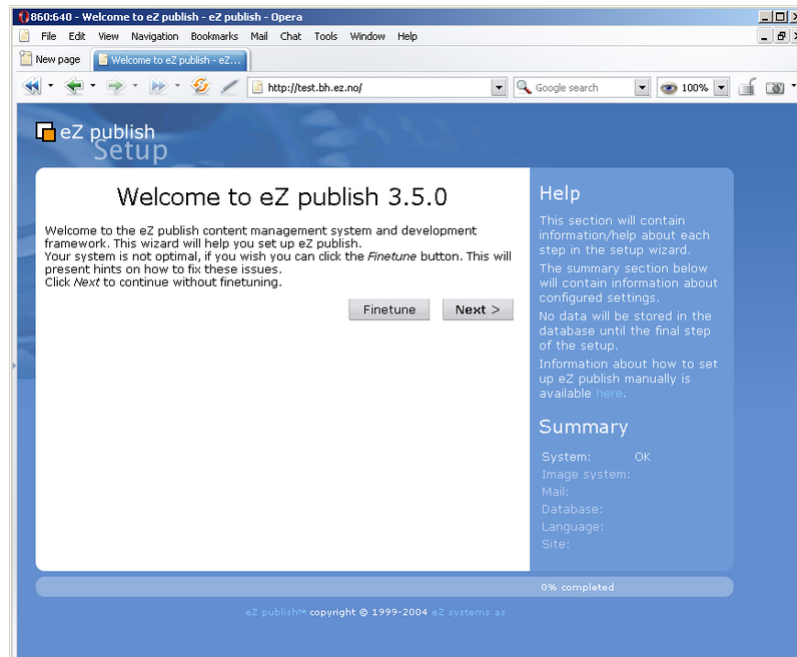 860:640 - Welcome to eZ publish - eZ publish - Opera
File Edit View Navigation Bookmarks Mail Chat Tools Window Help
New page Welcome to eZ publish - eZ...
http://test.bh.ez.no/ Google search 100%
eZ publish
Setup
Welcome to eZ publish 3.5.0
Welcome to the eZ publish content management system and development
framework. This wizard will help you set up eZ publish.
Your system is not optimal, if you wish you can click the Finetune button. This will
present hints on how to fix these issues.
Click Next to continue without finetuning.
Finetune Next >
Help
This section will contain
information/help about each
step in the setup wizard.
The summary section below
will contain information about
configured settings.
No data will be stored in the
database until the final step
of the setup.
Information about how to set
up eZ publish manually is
available here.
Summary
System: OK
Image system:
Mail:
Database:
Language:
Site:
0% completed
eZ publish™ copyright © 1999-2004 eZ systems as